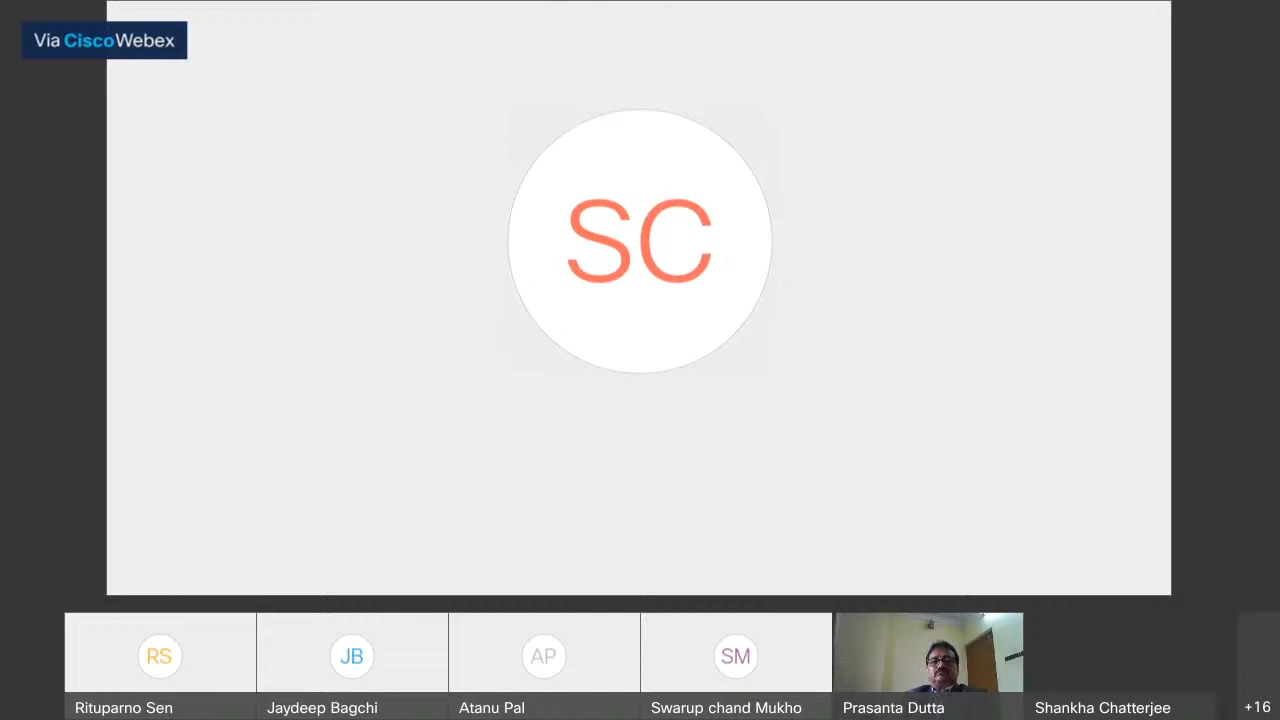 Via CiscoWebex
SC
RS
JB
AP
SM
Rituparno Sen
Jaydeep Bagchi
Atanu Pal
Swarup chand Mukho
Prasanta Dutta
Shankha Chatterjee
+16